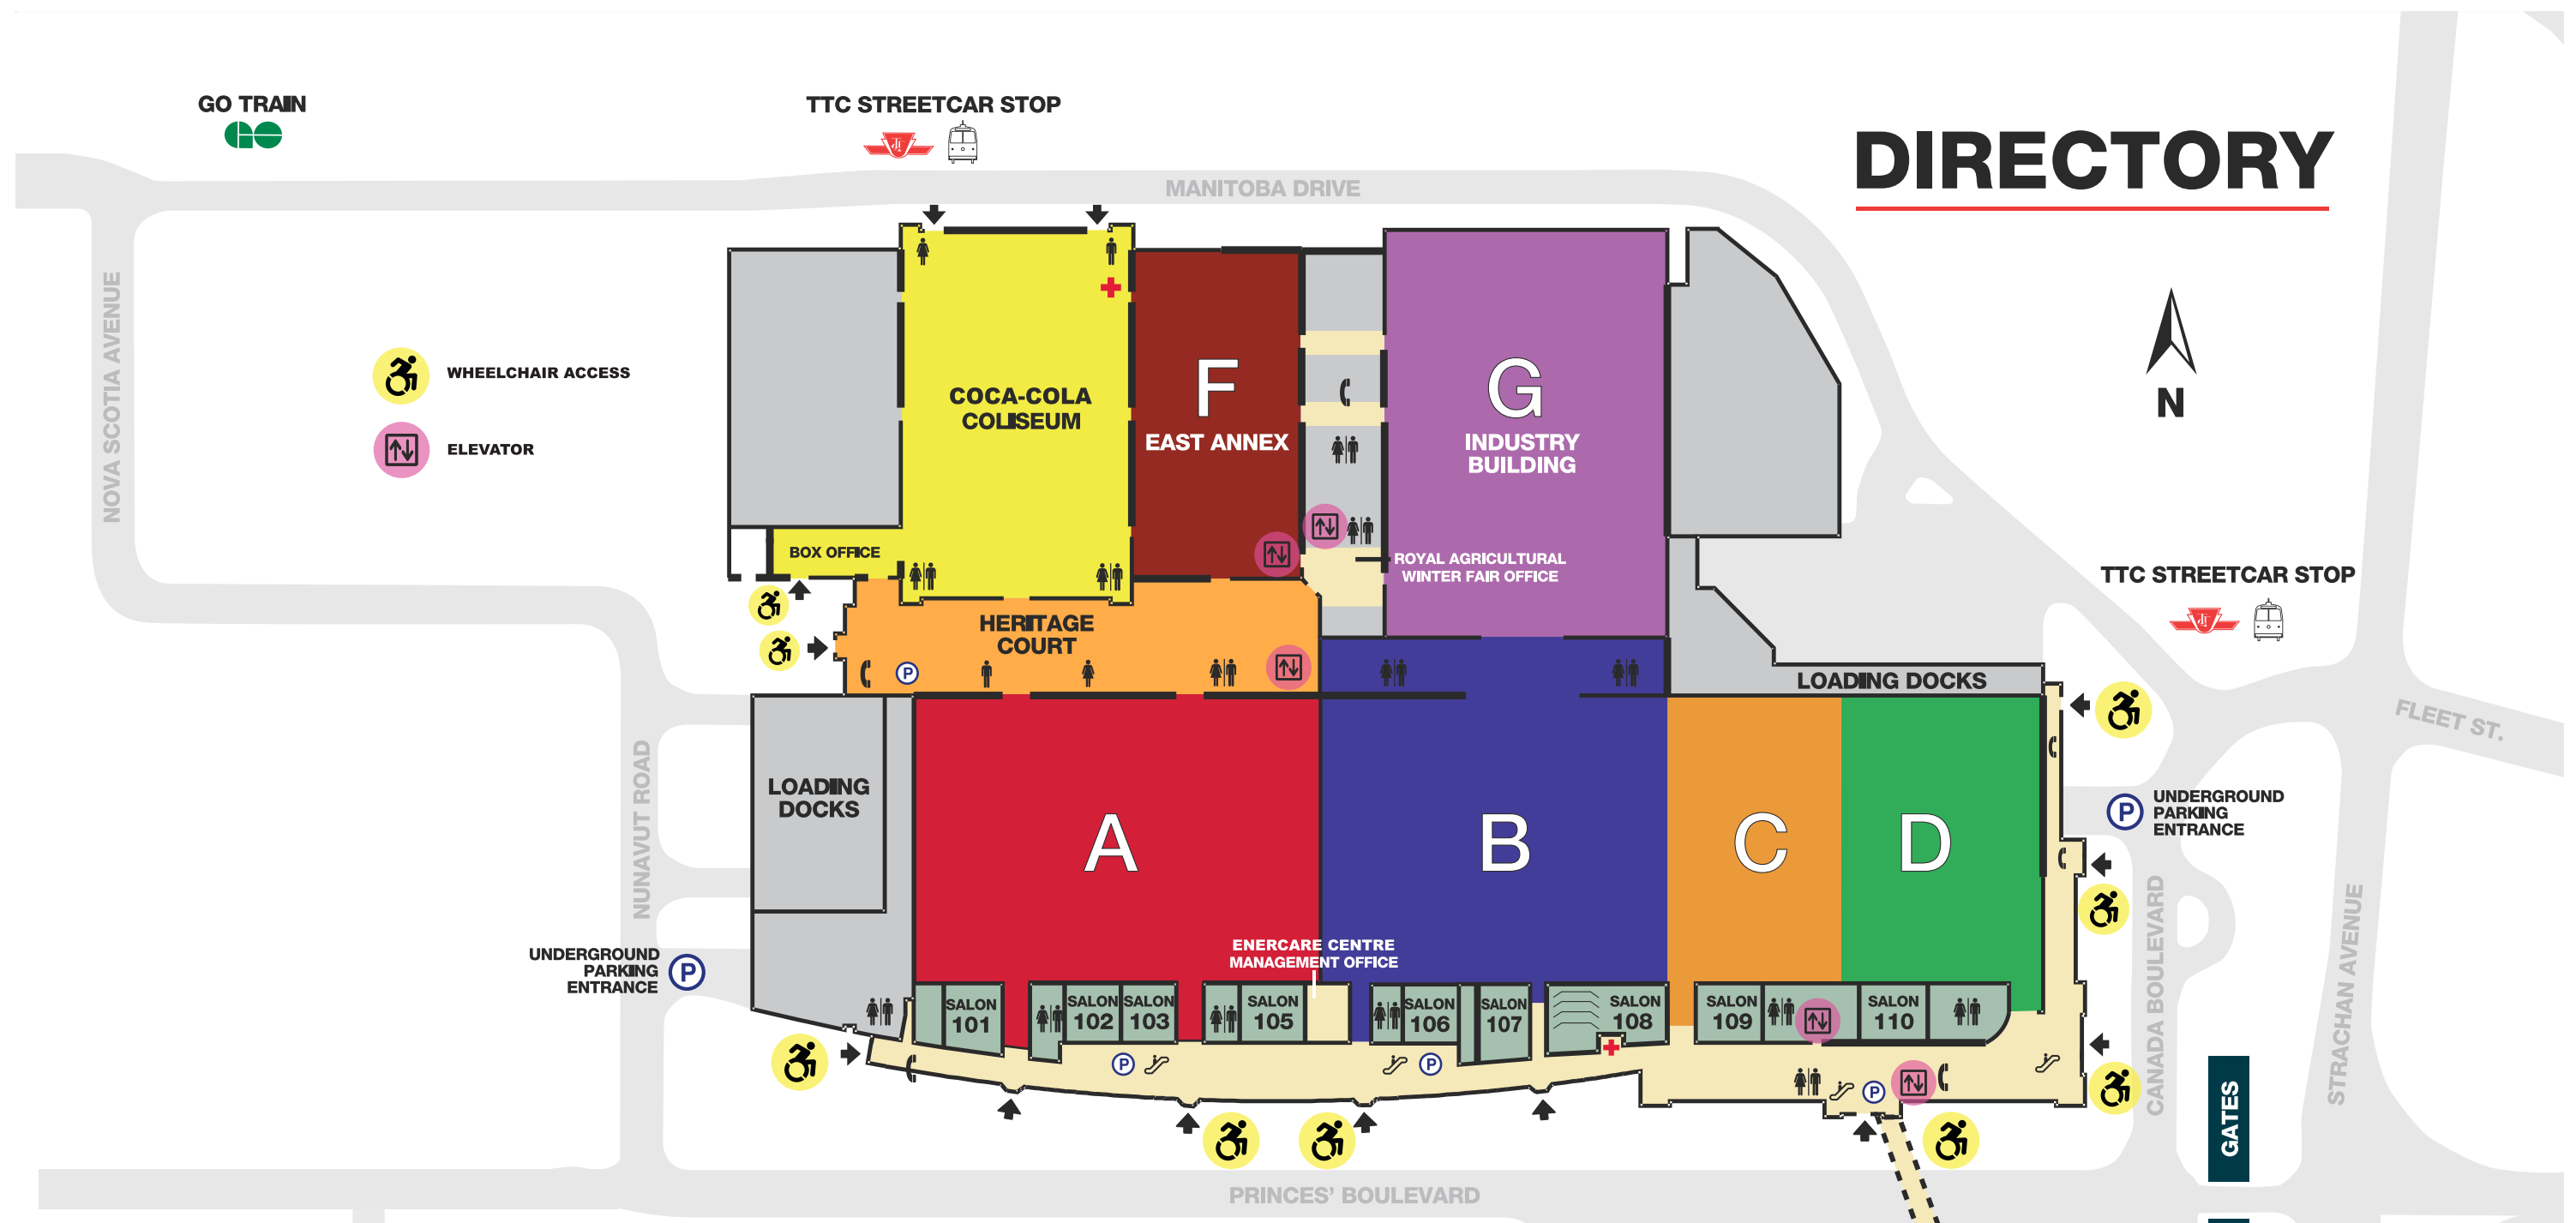 GO TRAIN
TTC STREETCAR STOP
DIRECTORY
MANITOBA DRIVE
NOVA SCOTIA AVENUE
WHEELCHAIR ACCESS
ELEVATOR
N
COCA-COLA
COLISEUM
F
EAST ANNEX
G
INDUSTRY
BUILDING
BOX OFFICE
ROYAL AGRICULTURAL
WINTER FAIR OFFICE
TTC STREETCAR STOP
HERITAGE
COURT
P
LOADING DOCKS
FLEET ST.
LOADING
DOCKS
NUNAVUT ROAD
A
B
C
D
P
UNDERGROUND
PARKING
ENTRANCE
UNDERGROUND
PARKING
ENTRANCE
P
ENERCARE CENTRE
MANAGEMENT OFFICE
SALON
101
SALON
102
SALON
103
SALON
105
SALON
106
SALON
107
SALON
108
SALON
109
SALON
110
P
P
P
CANADA BOULEVARD
STRACHAN AVENUE
GATES
PRINCES' BOULEVARD